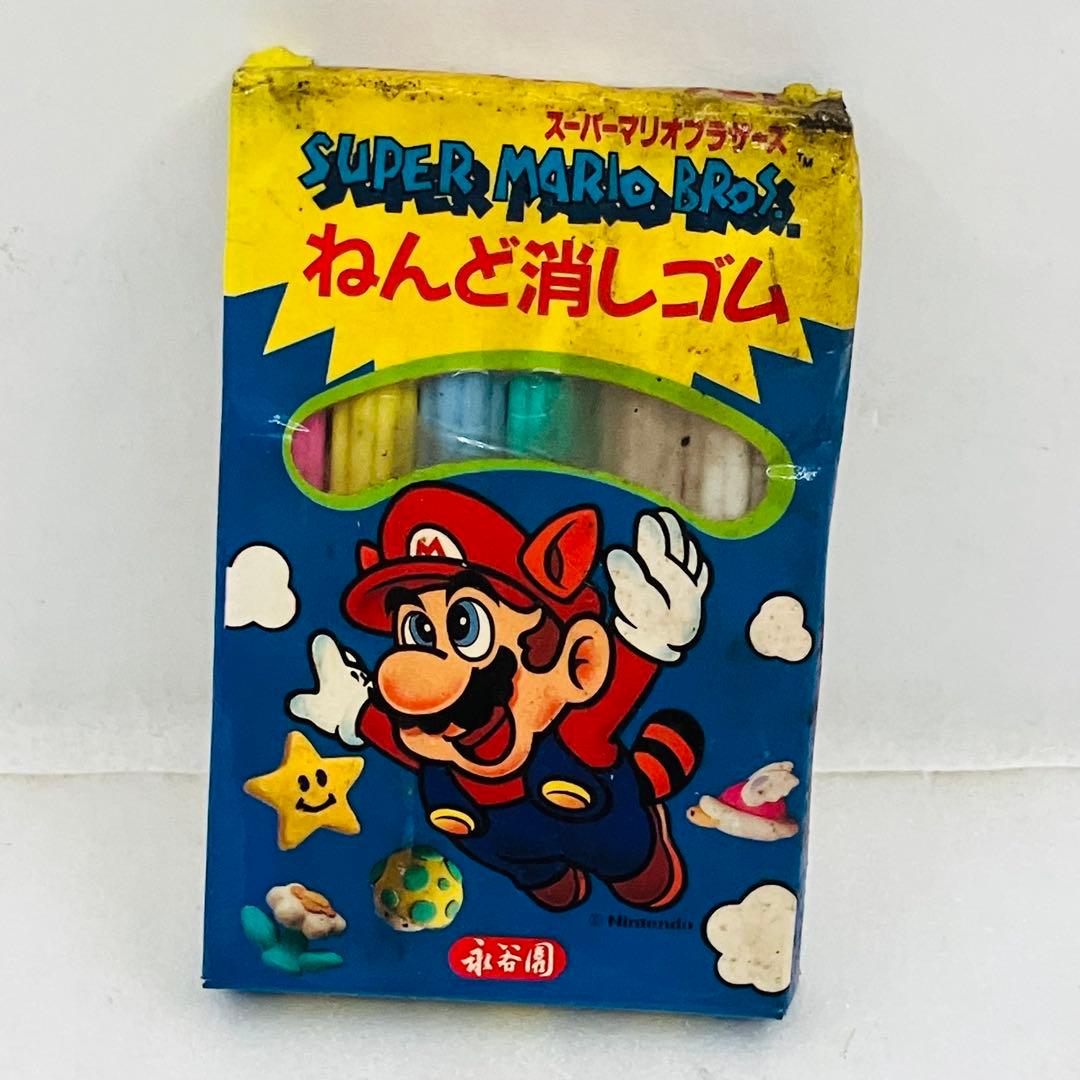 スーパーマリオブラザーズ
SUPER MARIO BROS.™
ねんど消しゴム
M
© Nintendo
永谷園